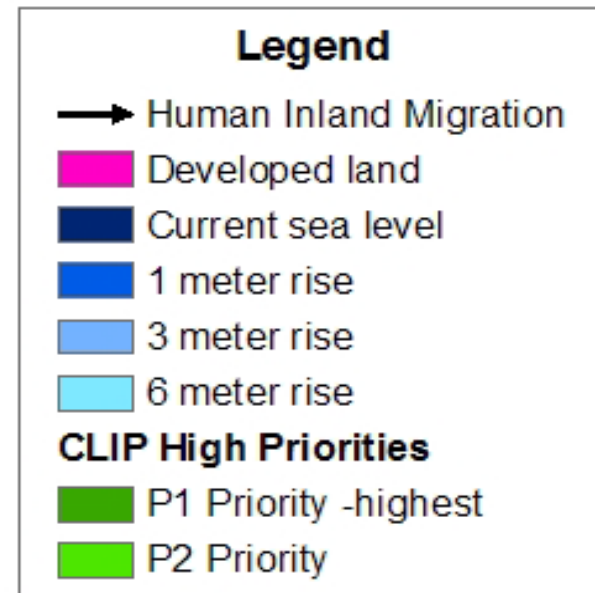 Legend
Human Inland Migration
Developed land
Current sea level
1 meter rise
3 meter rise
6 meter rise
CLIP High Priorities
P1 Priority -highest
P2 Priority